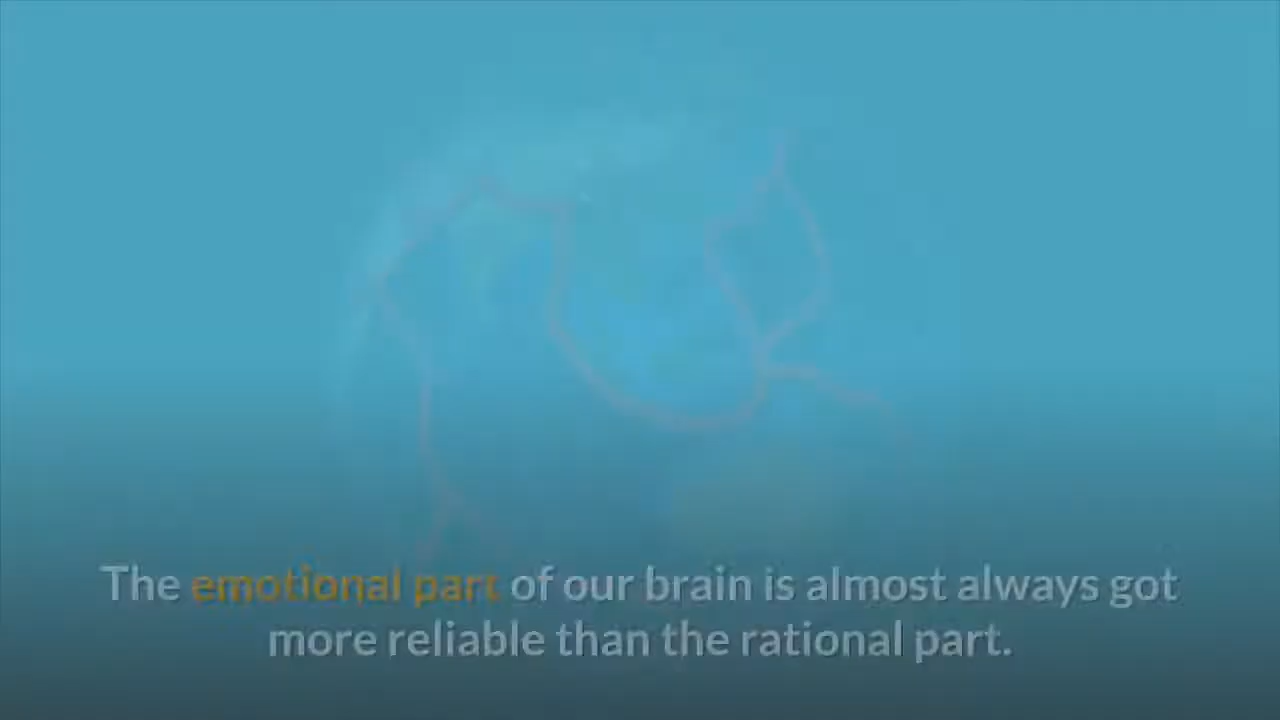 The emotional part of our brain is almost always got
more reliable than the rational part.